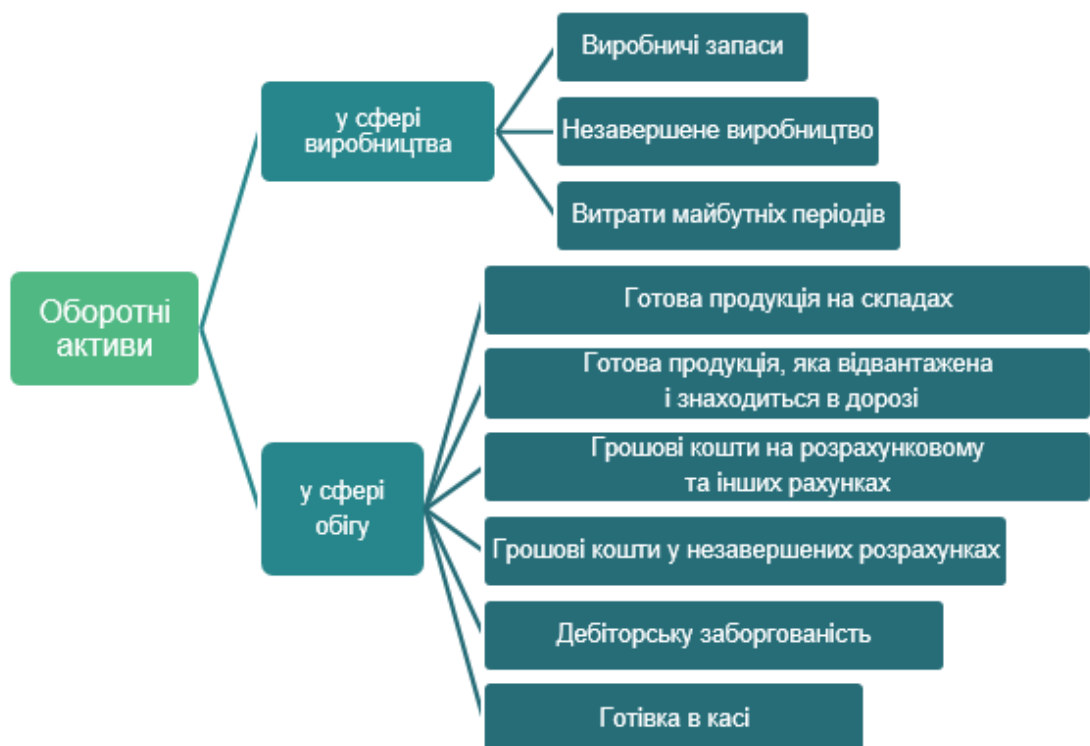 Оборотні
активи
у сфері
виробництва
Виробничі запаси
Незавершене виробництво
Витрати майбутніх періодів
у сфері
обігу
Готова продукція на складах
Готова продукція, яка відвантажена
і знаходиться в дорозі
Грошові кошти на розрахунковому
та інших рахунках
Грошові кошти у незавершених розрахунках
Дебіторську заборгованість
Готівка в касі